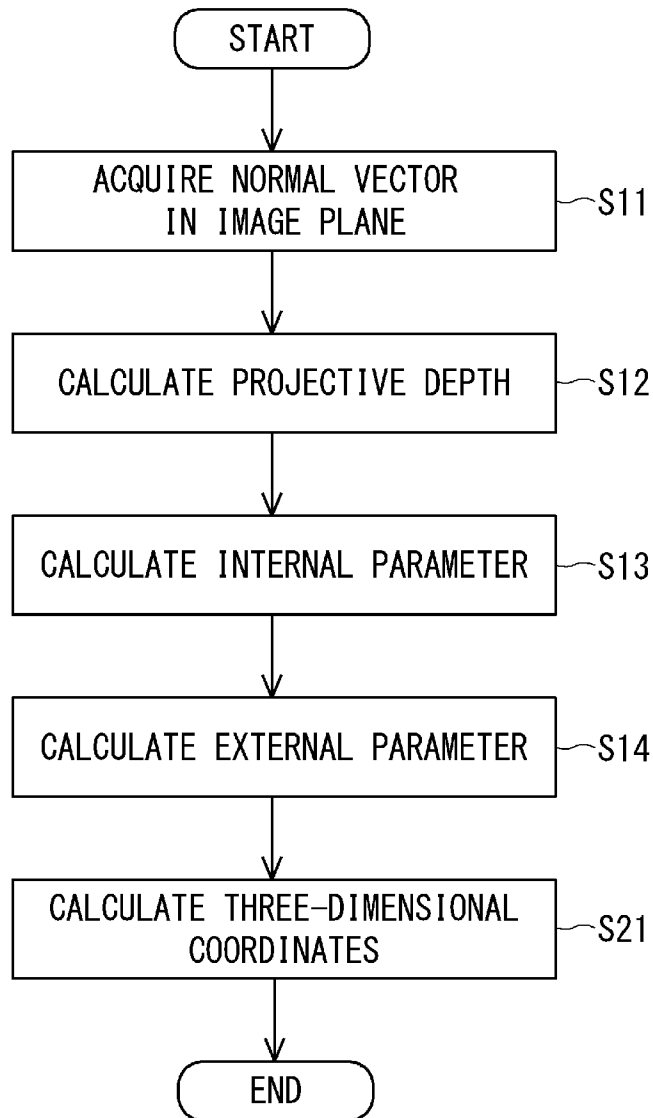 START
ACQUIRE NORMAL VECTOR
IN IMAGE PLANE
S11
CALCULATE PROJECTIVE DEPTH
S12
CALCULATE INTERNAL PARAMETER
S13
CALCULATE EXTERNAL PARAMETER
S14
CALCULATE THREE-DIMENSIONAL
COORDINATES
S21
END